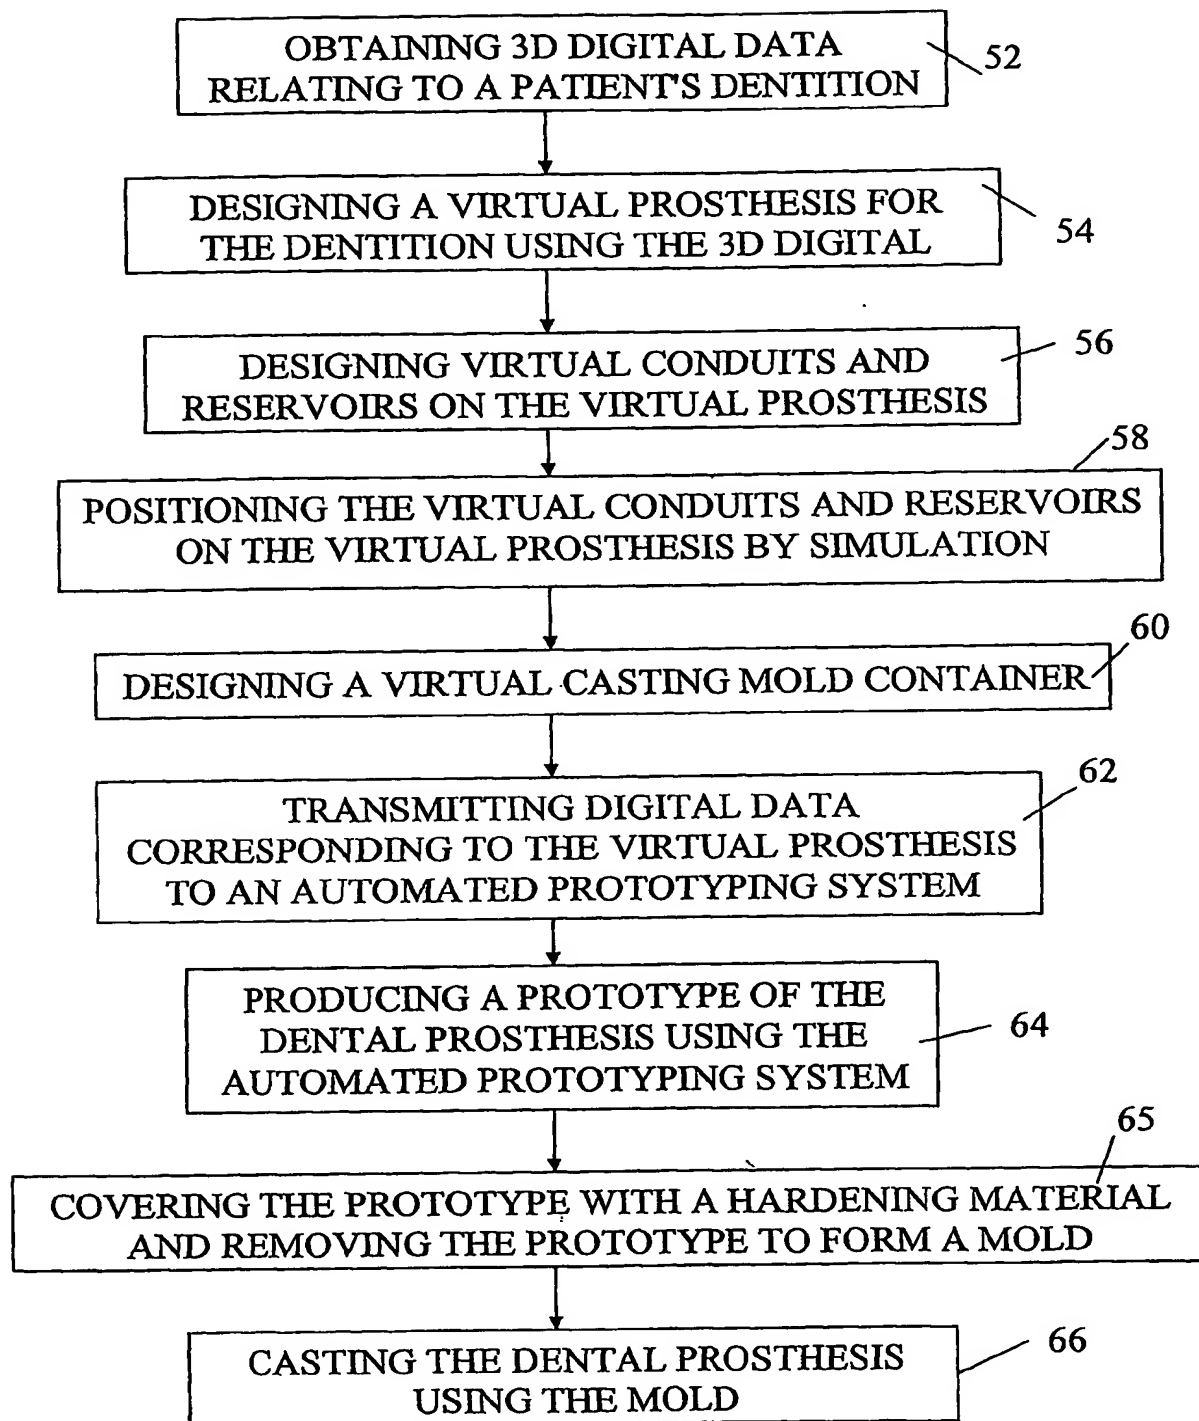 OBTAINING 3D DIGITAL DATA
RELATING TO A PATIENT'S DENTITION
52
DESIGNING A VIRTUAL PROSTHESIS FOR
THE DENTITION USING THE 3D DIGITAL
54
DESIGNING VIRTUAL CONDUITS AND
RESERVOIRS ON THE VIRTUAL PROSTHESIS
56
58
POSITIONING THE VIRTUAL CONDUITS AND RESERVOIRS
ON THE VIRTUAL PROSTHESIS BY SIMULATION
60
DESIGNING A VIRTUAL CASTING MOLD CONTAINER
62
TRANSMITTING DIGITAL DATA
CORRESPONDING TO THE VIRTUAL PROSTHESIS
TO AN AUTOMATED PROTOTYPING SYSTEM
PRODUCING A PROTOTYPE OF THE
DENTAL PROSTHESIS USING THE
AUTOMATED PROTOTYPING SYSTEM
64
65
COVERING THE PROTOTYPE WITH A HARDENING MATERIAL
AND REMOVING THE PROTOTYPE TO FORM A MOLD
CASTING THE DENTAL PROSTHESIS
USING THE MOLD
66